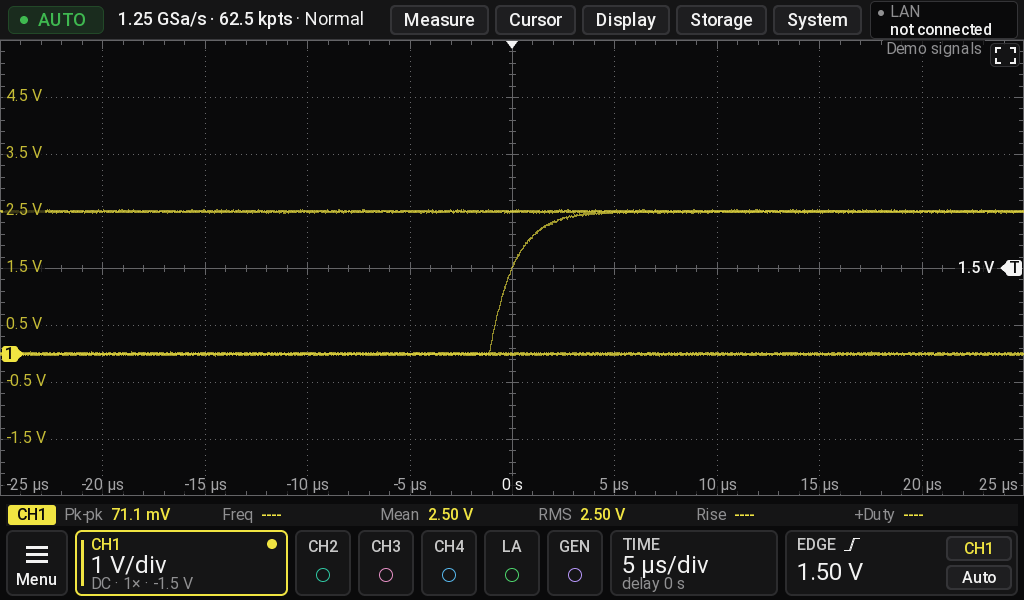 AUTO 1.25 GSa/s · 62.5 kpts · Normal Measure Cursor Display Storage System LAN
not connected
Demo signals
4.5 V
3.5 V
2.5 V
1.5 V 1.5 V T
0.5 V
1
-0.5 V
-1.5 V
-25 µs -20 µs -15 µs -10 µs -5 µs 0 s 5 µs 10 µs 15 µs 20 µs 25 µs
CH1 Pk-pk 71.1 mV Freq ---- Mean 2.50 V RMS 2.50 V Rise ---- +Duty ----
Menu
CH1
1 V/div
DC · 1× · -1.5 V
CH2 CH3 CH4 LA GEN
TIME
5 µs/div
delay 0 s
EDGE
1.50 V
CH1
Auto